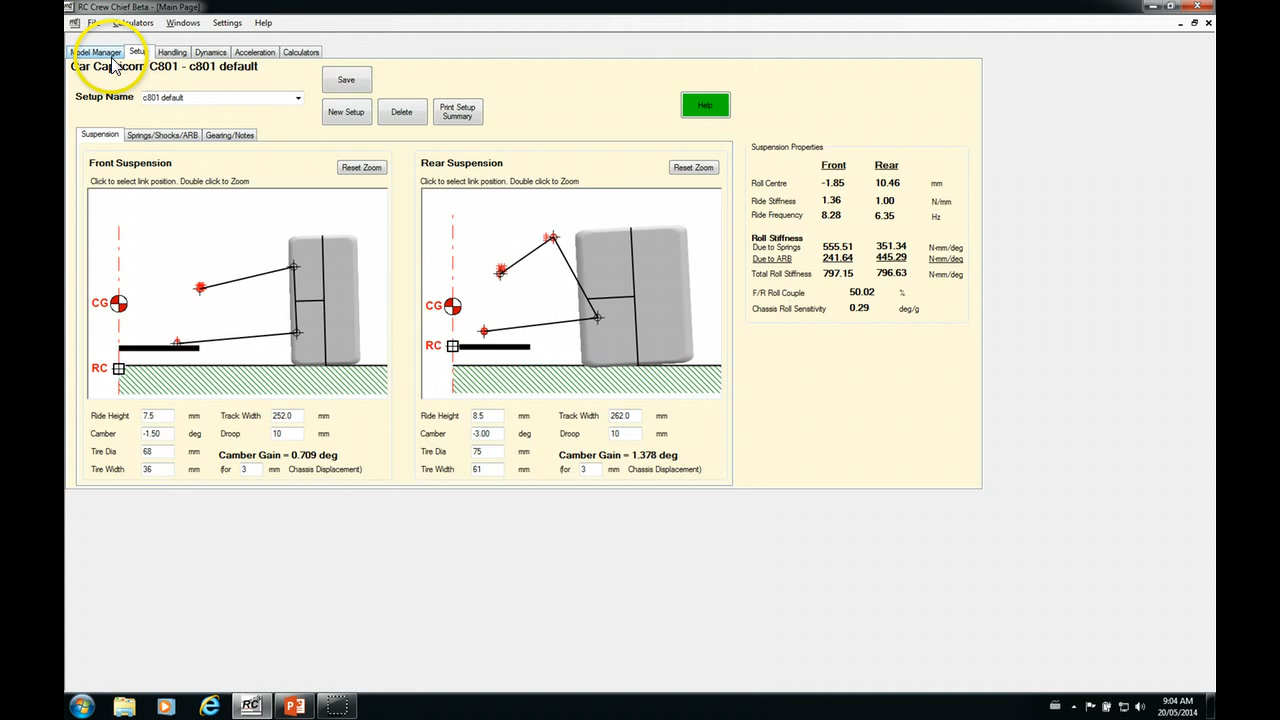 RC Crew Chief Beta - [Main Page]
File Calculators Windows Settings Help
Model Manager Setup Handling Dynamics Acceleration Calculators
Car Capricorn C801 - c801 default
Setup Name c801 default
Save
New Setup Delete Print Setup Summary
Help
Suspension Springs/Shocks/ARB Gearing/Notes
Front Suspension Reset Zoom
Click to select link position. Double click to Zoom
CG
RC
Ride Height 7.5 mm Track Width 252.0 mm
Camber -1.50 deg Droop 10 mm
Tire Dia 68 mm Camber Gain = 0.709 deg
Tire Width 36 mm (for 3 mm Chassis Displacement)
Rear Suspension Reset Zoom
Click to select link position. Double click to Zoom
CG
RC
Ride Height 8.5 mm Track Width 262.0 mm
Camber -3.00 deg Droop 10 mm
Tire Dia 75 mm Camber Gain = 1.378 deg
Tire Width 61 mm (for 3 mm Chassis Displacement)
Suspension Properties
Front Rear
Roll Centre -1.85 10.46 mm
Ride Stiffness 1.36 1.00 N/mm
Ride Frequency 8.28 6.35 Hz
Roll Stiffness
Due to Springs 555.51 351.34 N-mm/deg
Due to ARB 241.64 445.29 N-mm/deg
Total Roll Stiffness 797.15 796.63 N-mm/deg
F/R Roll Couple 50.02 %
Chassis Roll Sensitivity 0.29 deg/g
RC
9:04 AM
20/05/2014